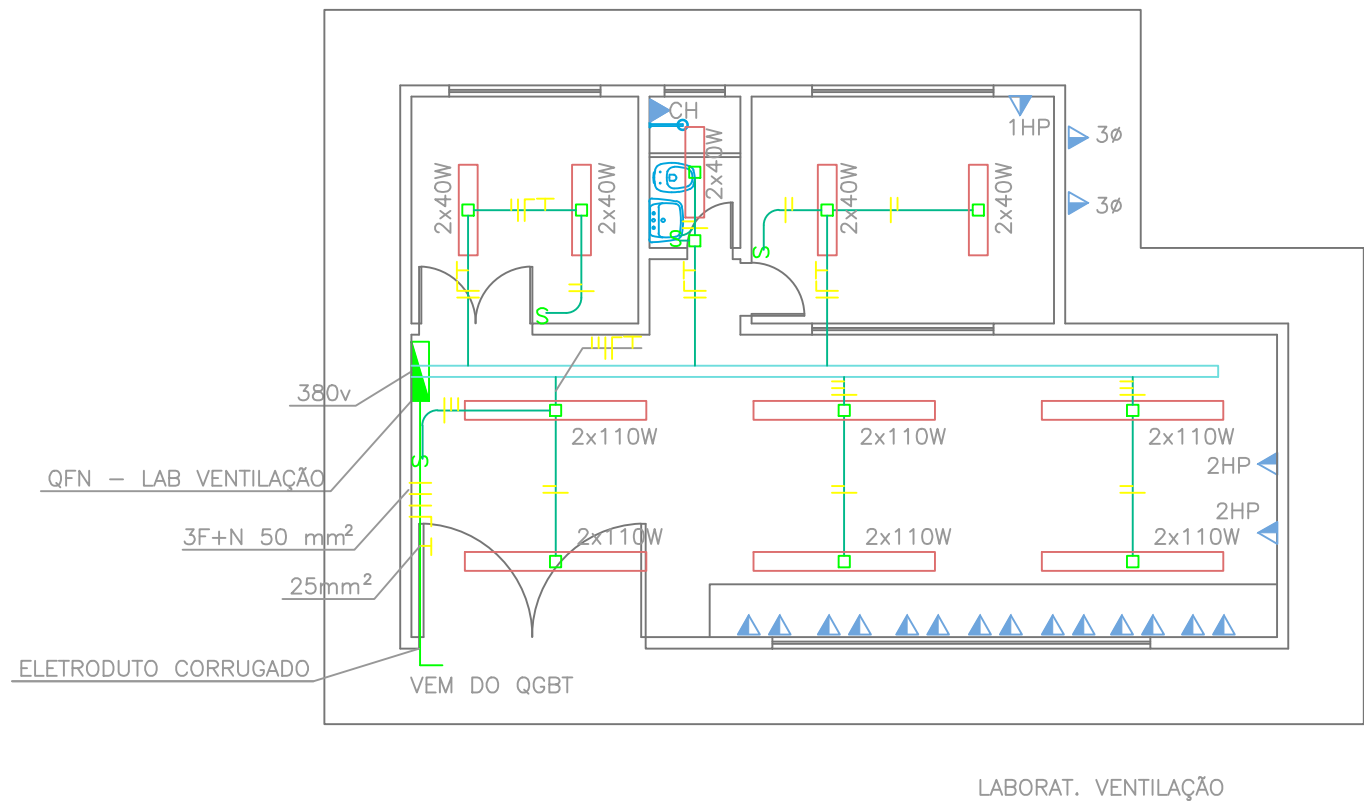 CH
1HP
3ø
3ø
2x40W
2x40W
2x40W
2x40W
2x40W
S
S
S
S
380v
2x110W
2x110W
2x110W
QFN – LAB VENTILAÇÃO
2HP
2HP
3F+N 50 mm²
2x110W
2x110W
2x110W
25mm²
ELETRODUTO CORRUGADO
VEM DO QGBT
LABORAT. VENTILAÇÃO